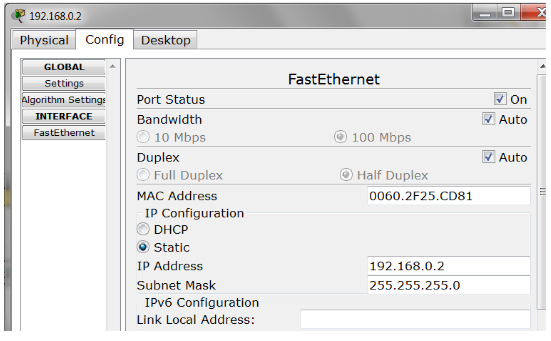 192.168.0.2
Physical Config Desktop
GLOBAL
Settings
Algorithm Settings
INTERFACE
FastEthernet
FastEthernet
Port Status On
Bandwidth Auto
10 Mbps 100 Mbps
Duplex Auto
Full Duplex Half Duplex
MAC Address 0060.2F25.CD81
IP Configuration
DHCP
Static
IP Address 192.168.0.2
Subnet Mask 255.255.255.0
IPv6 Configuration
Link Local Address: